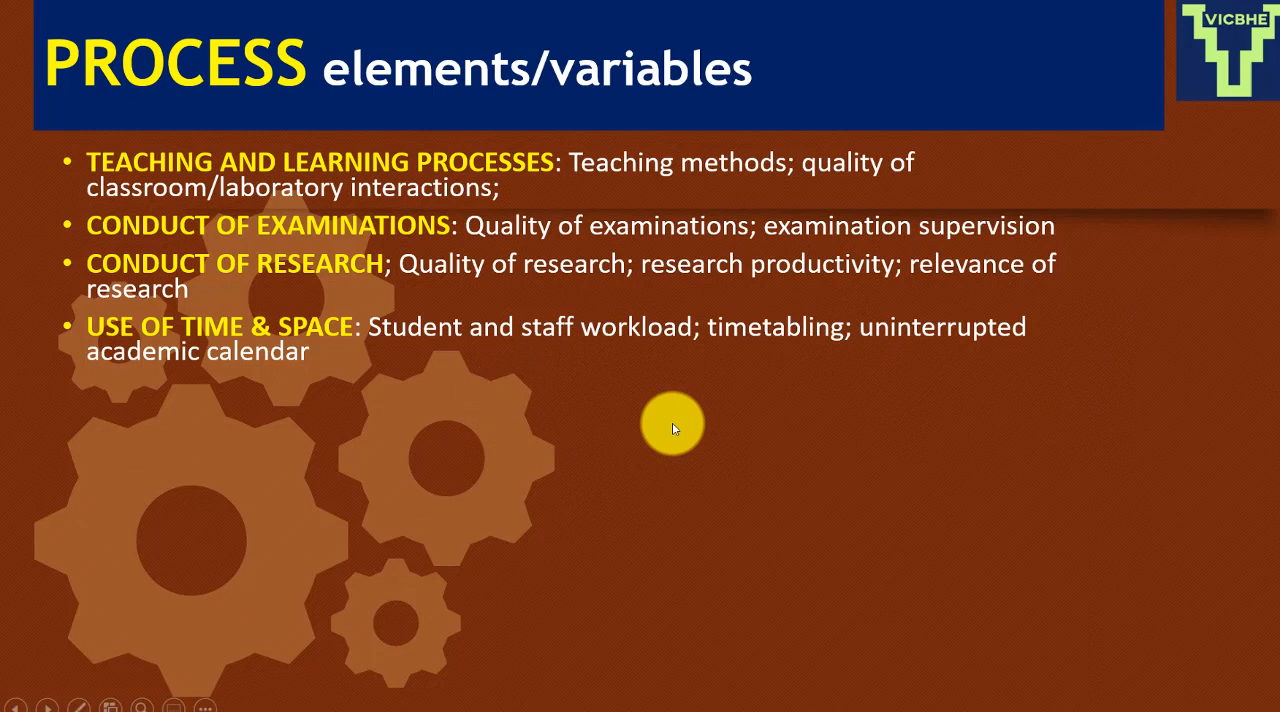 PROCESS elements/variables
VICBHE
• TEACHING AND LEARNING PROCESSES: Teaching methods; quality of
classroom/laboratory interactions;
• CONDUCT OF EXAMINATIONS: Quality of examinations; examination supervision
• CONDUCT OF RESEARCH; Quality of research; research productivity; relevance of
research
• USE OF TIME & SPACE: Student and staff workload; timetabling; uninterrupted
academic calendar